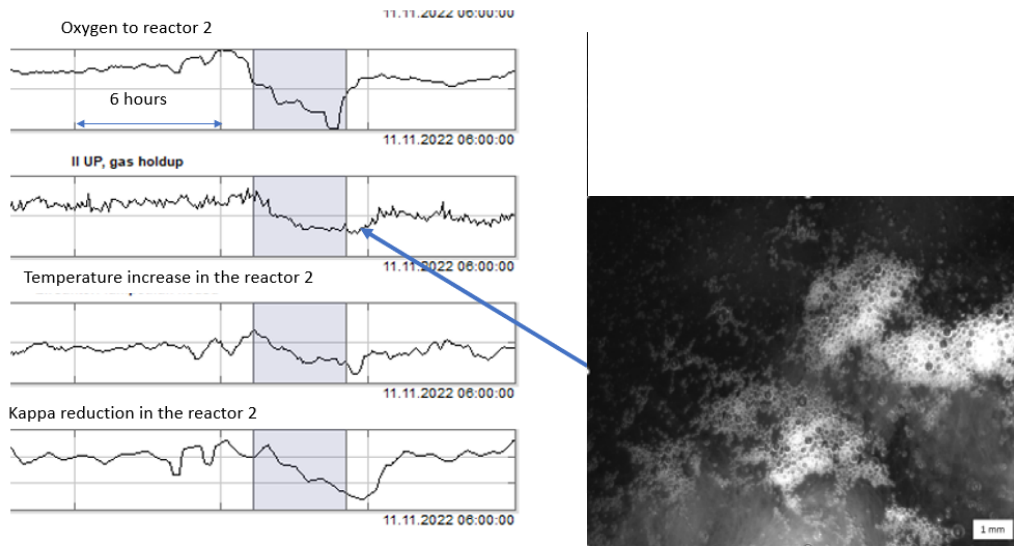 11.11.2022 06:00:00
Oxygen to reactor 2
6 hours
11.11.2022 06:00:00
II UP, gas holdup
11.11.2022 06:00:00
Temperature increase in the reactor 2
11.11.2022 06:00:00
Kappa reduction in the reactor 2
11.11.2022 06:00:00
1 mm